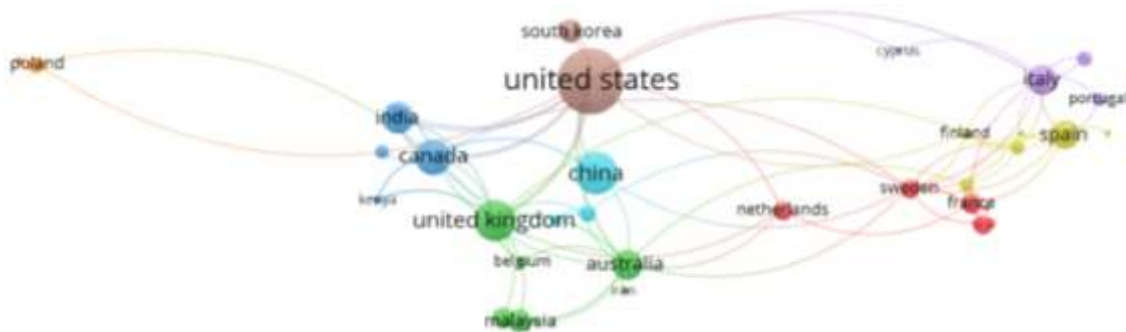 south korea
cyprus
poland
united states
italy
portugal
india
finland
spain
canada
china
sweden
kenya
france
netherlands
united kingdom
belgium
australia
iran
malaysia